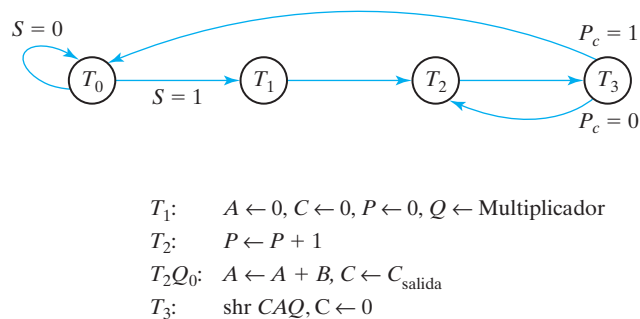 S = 0
P_c = 1
T_0
S = 1
T_1
T_2
T_3
P_c = 0
T_1: A ← 0, C ← 0, P ← 0, Q ← Multiplicador
T_2: P ← P + 1
T_2Q_0: A ← A + B, C ← C_salida
T_3: shr CAQ, C ← 0